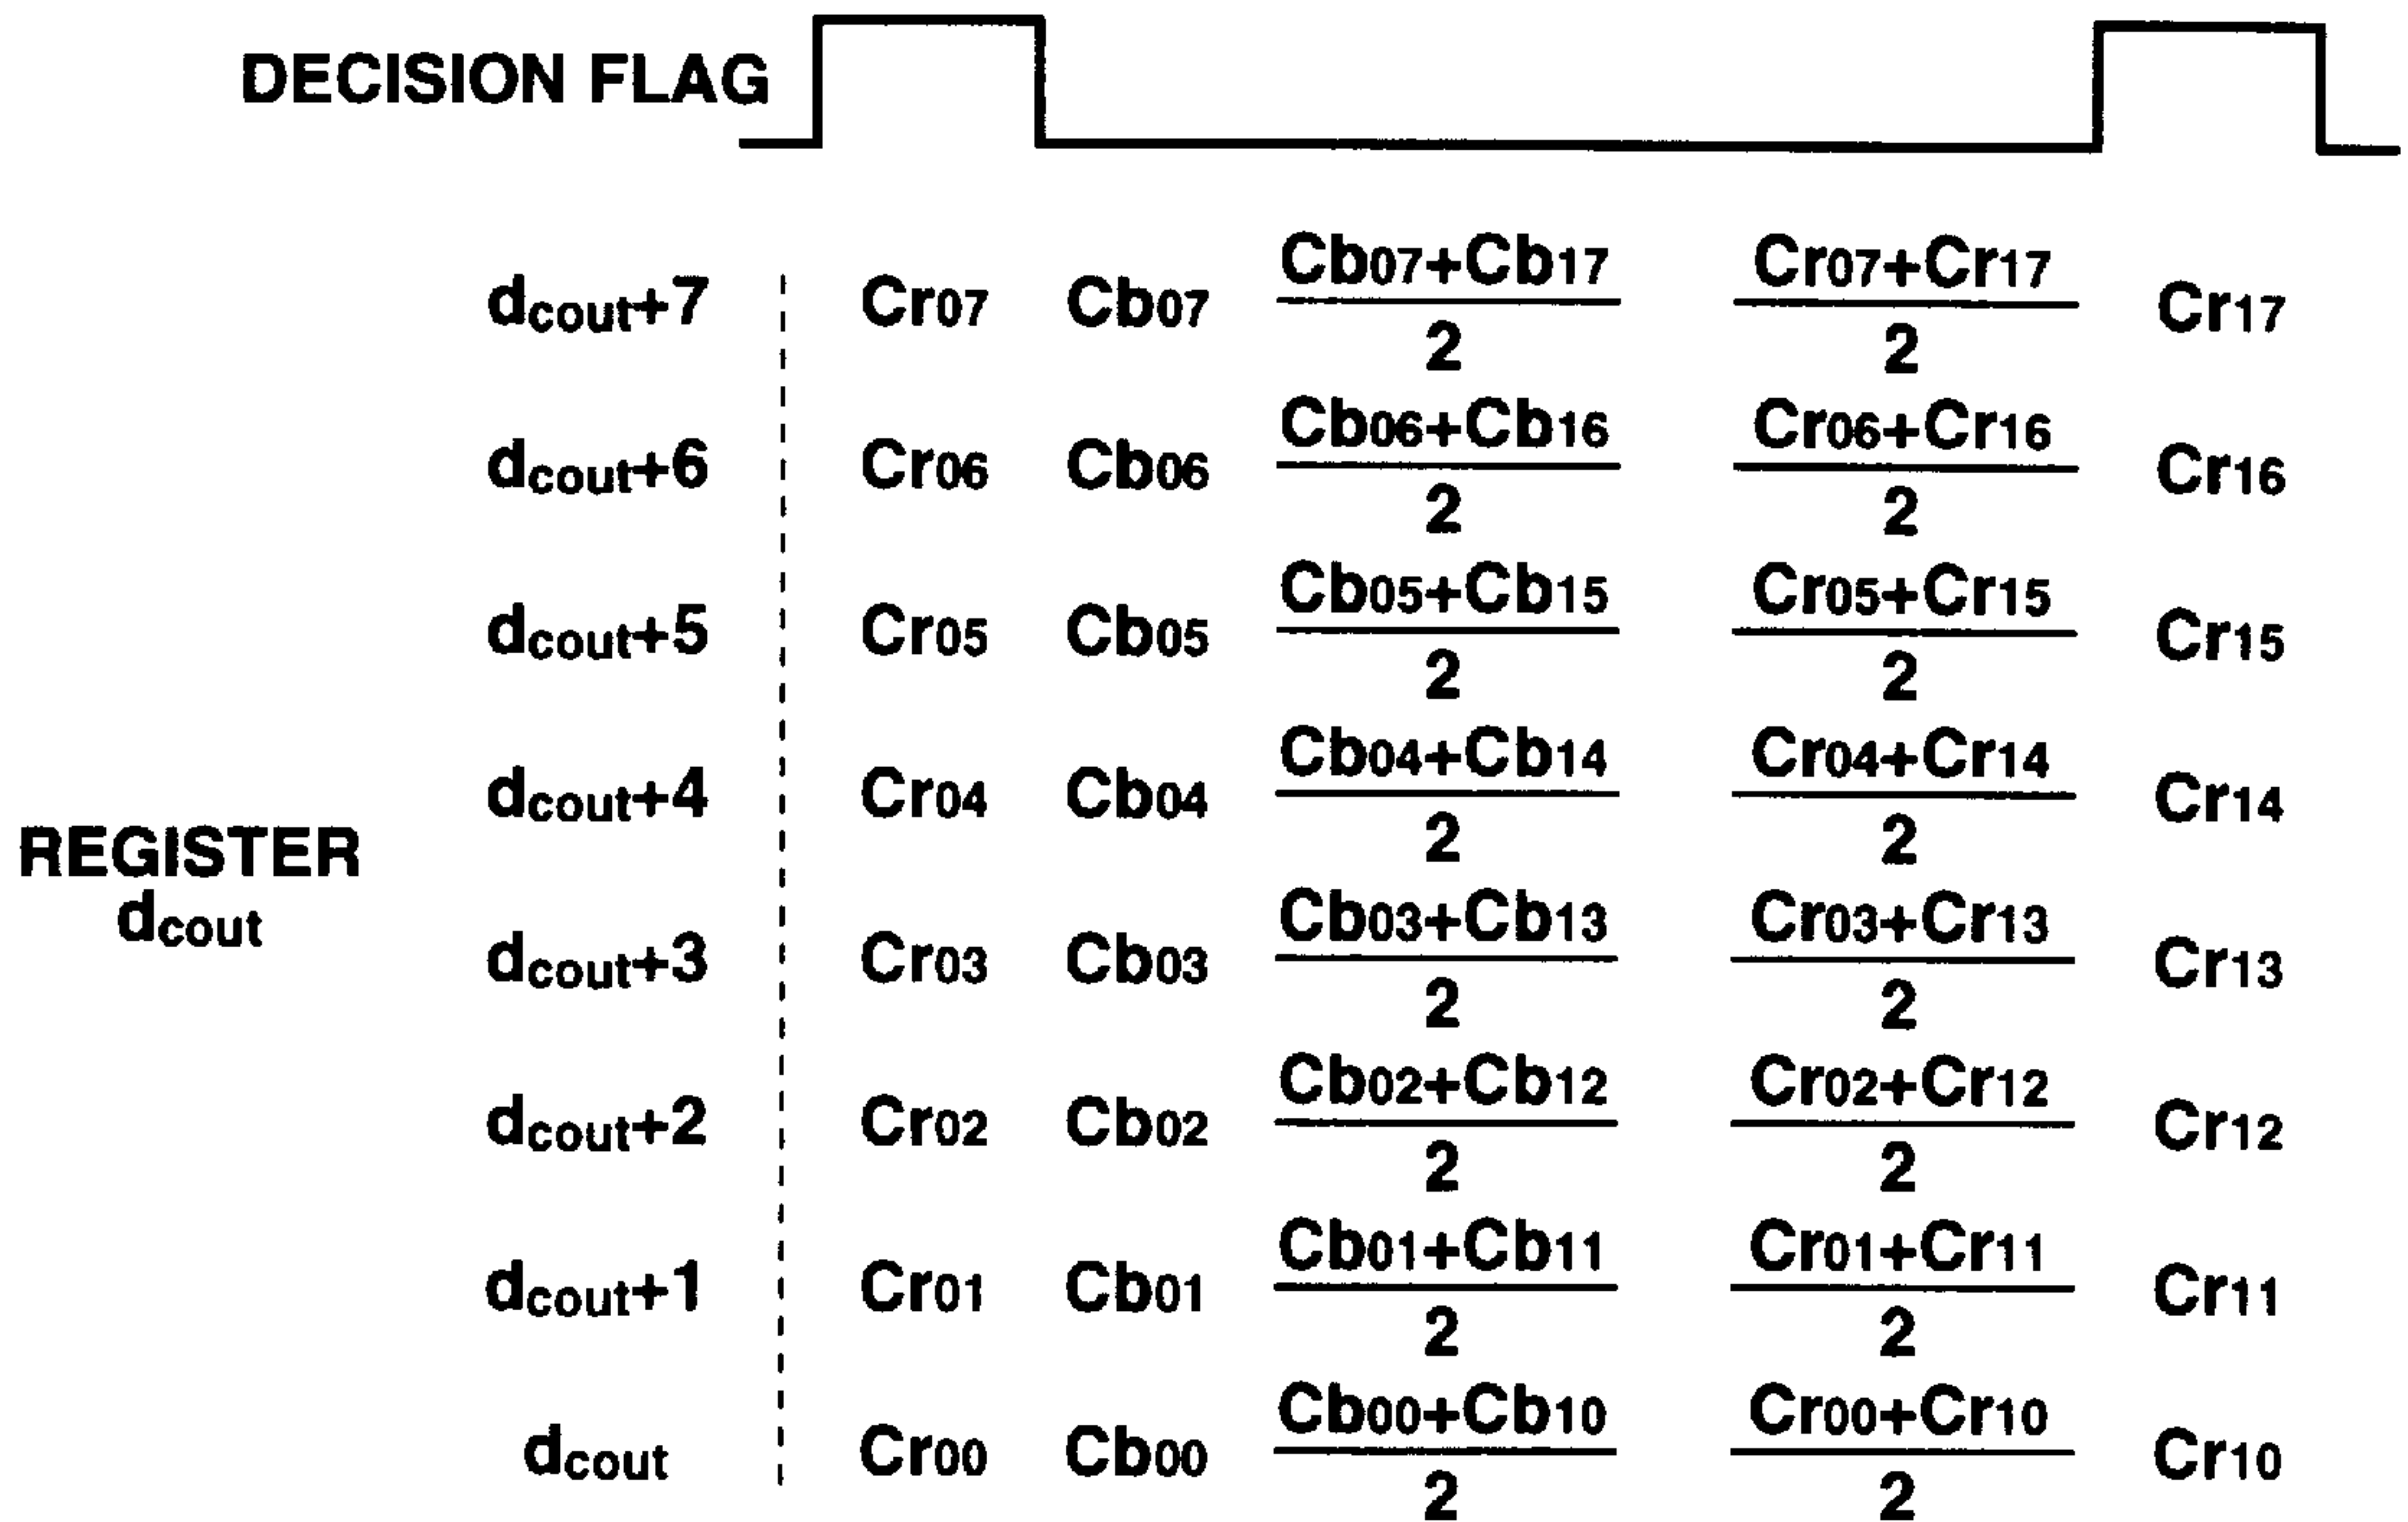 DECISION FLAG
dcout+7 Cr07 Cb07 Cb07+Cb17 / 2 Cr07+Cr17 / 2 Cr17
dcout+6 Cr06 Cb06 Cb06+Cb16 / 2 Cr06+Cr16 / 2 Cr16
dcout+5 Cr05 Cb05 Cb05+Cb15 / 2 Cr05+Cr15 / 2 Cr15
dcout+4 Cr04 Cb04 Cb04+Cb14 / 2 Cr04+Cr14 / 2 Cr14
REGISTER
dcout
dcout+3 Cr03 Cb03 Cb03+Cb13 / 2 Cr03+Cr13 / 2 Cr13
dcout+2 Cr02 Cb02 Cb02+Cb12 / 2 Cr02+Cr12 / 2 Cr12
dcout+1 Cr01 Cb01 Cb01+Cb11 / 2 Cr01+Cr11 / 2 Cr11
dcout Cr00 Cb00 Cb00+Cb10 / 2 Cr00+Cr10 / 2 Cr10